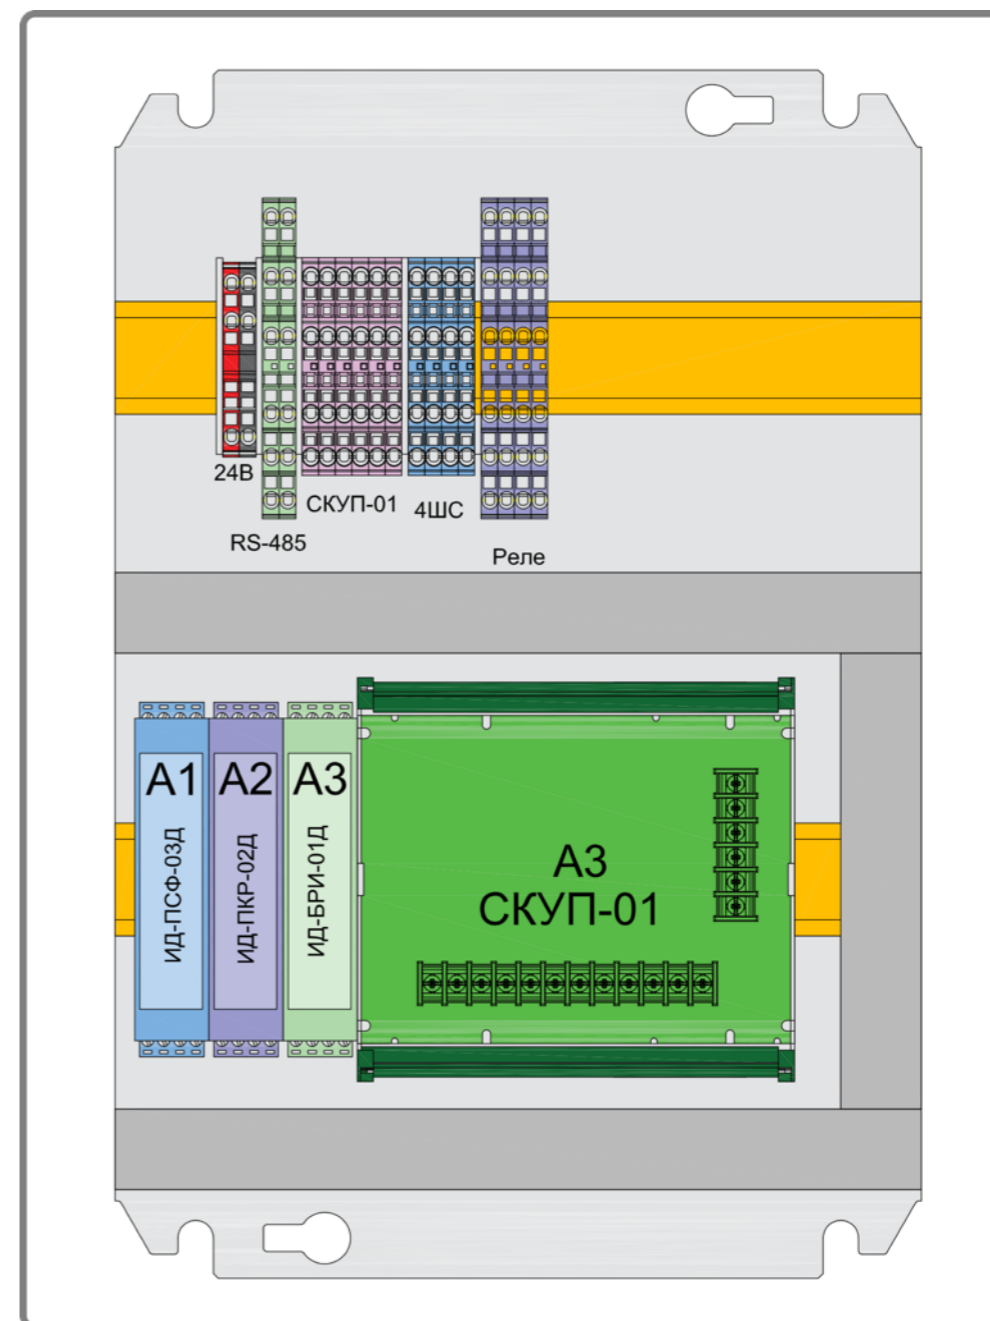 24В
СКУП-01
4ШС
RS-485
Реле
А1
ИД-ПСФ-03Д
А2
ИД-ПКР-02Д
А3
ИД-БРИ-01Д
А3
СКУП-01